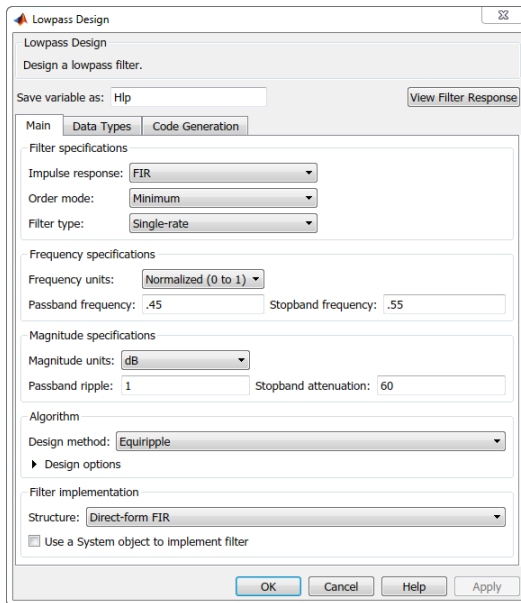 Lowpass Design
Lowpass Design
Design a lowpass filter.
Save variable as: Hlp View Filter Response
Main Data Types Code Generation
Filter specifications
Impulse response: FIR
Order mode: Minimum
Filter type: Single-rate
Frequency specifications
Frequency units: Normalized (0 to 1)
Passband frequency: .45 Stopband frequency: .55
Magnitude specifications
Magnitude units: dB
Passband ripple: 1 Stopband attenuation: 60
Algorithm
Design method: Equiripple
Design options
Filter implementation
Structure: Direct-form FIR
Use a System object to implement filter
OK Cancel Help Apply